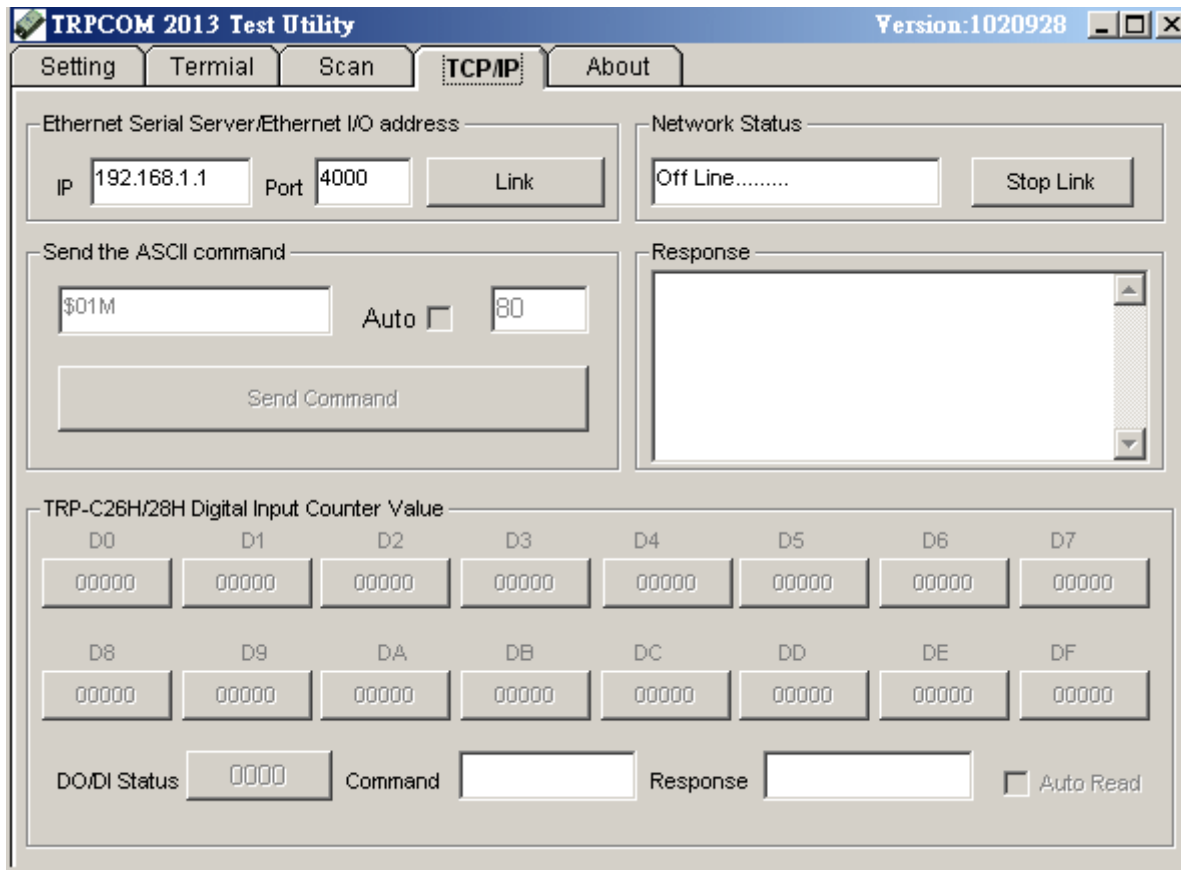 TRPCOM 2013 Test Utility Version:1020928
Setting Termial Scan TCP/IP About
Ethernet Serial Server/Ethernet I/O address
IP 192.168.1.1 Port 4000 Link
Network Status
Off Line......... Stop Link
Send the ASCII command
$01M Auto 80
Send Command
Response
TRP-C26H/28H Digital Input Counter Value
D0 D1 D2 D3 D4 D5 D6 D7
00000 00000 00000 00000 00000 00000 00000 00000
D8 D9 DA DB DC DD DE DF
00000 00000 00000 00000 00000 00000 00000 00000
DO/DI Status 0000 Command Response Auto Read